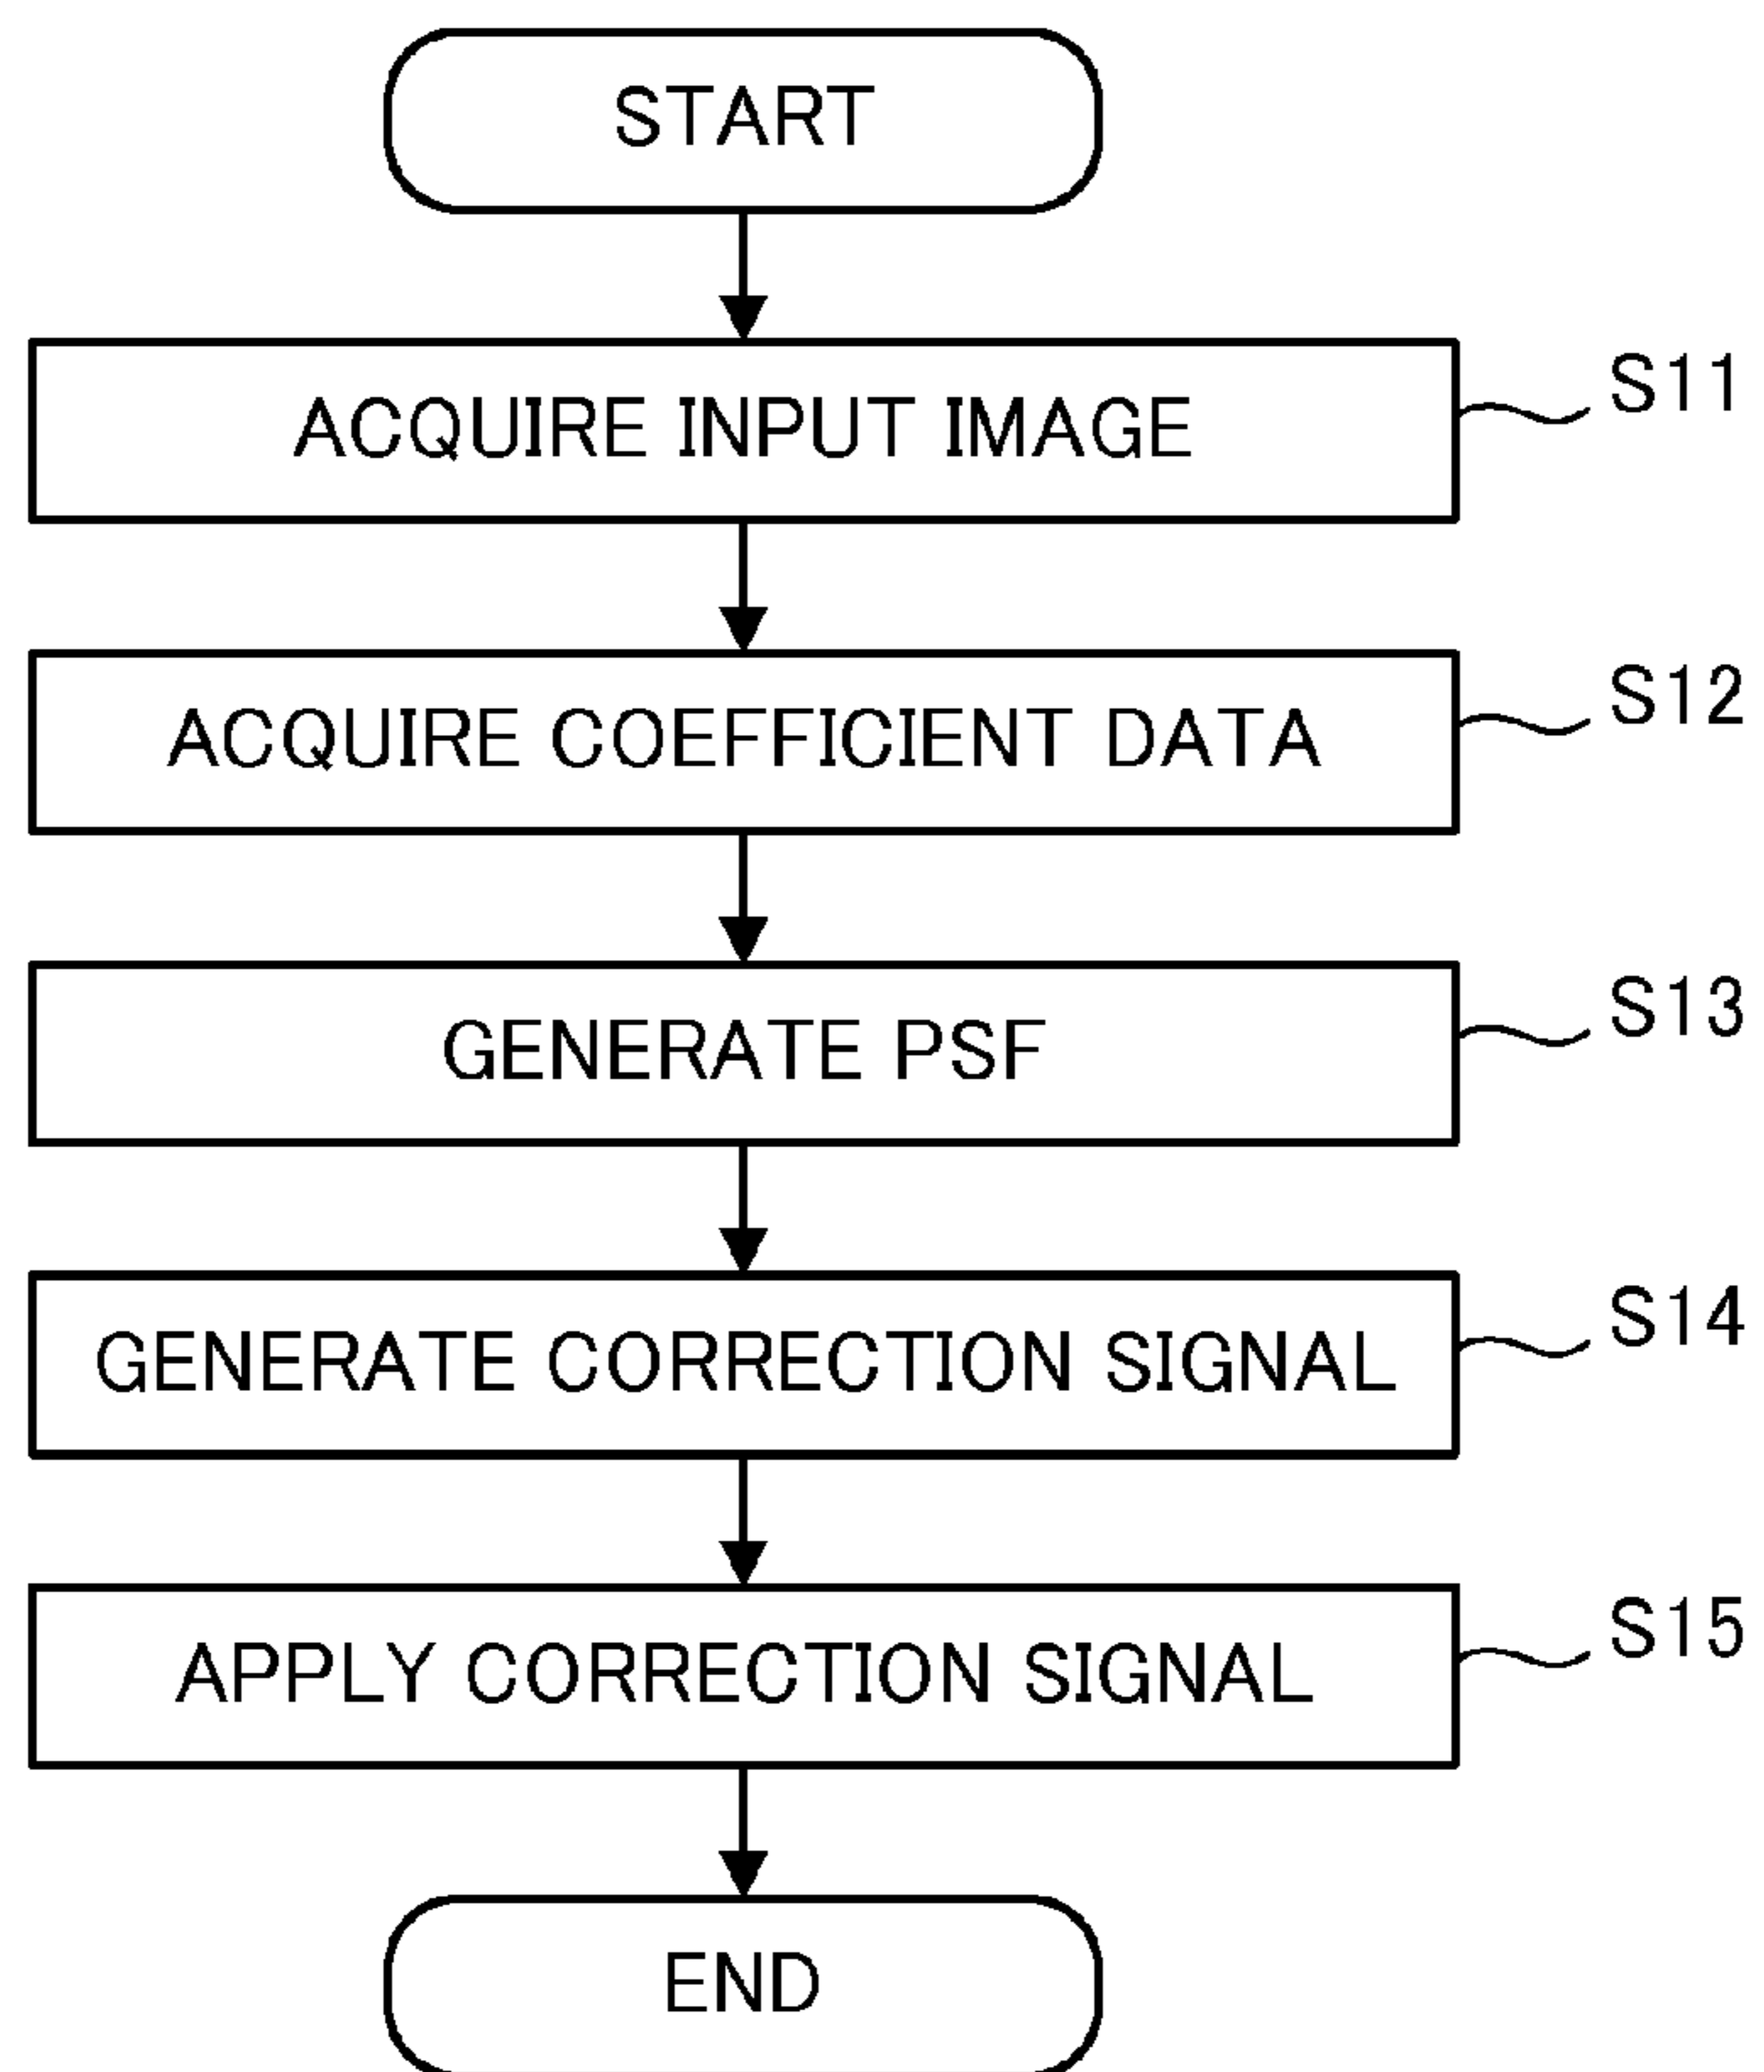 START
ACQUIRE INPUT IMAGE
S11
ACQUIRE COEFFICIENT DATA
S12
GENERATE PSF
S13
GENERATE CORRECTION SIGNAL
S14
APPLY CORRECTION SIGNAL
S15
END